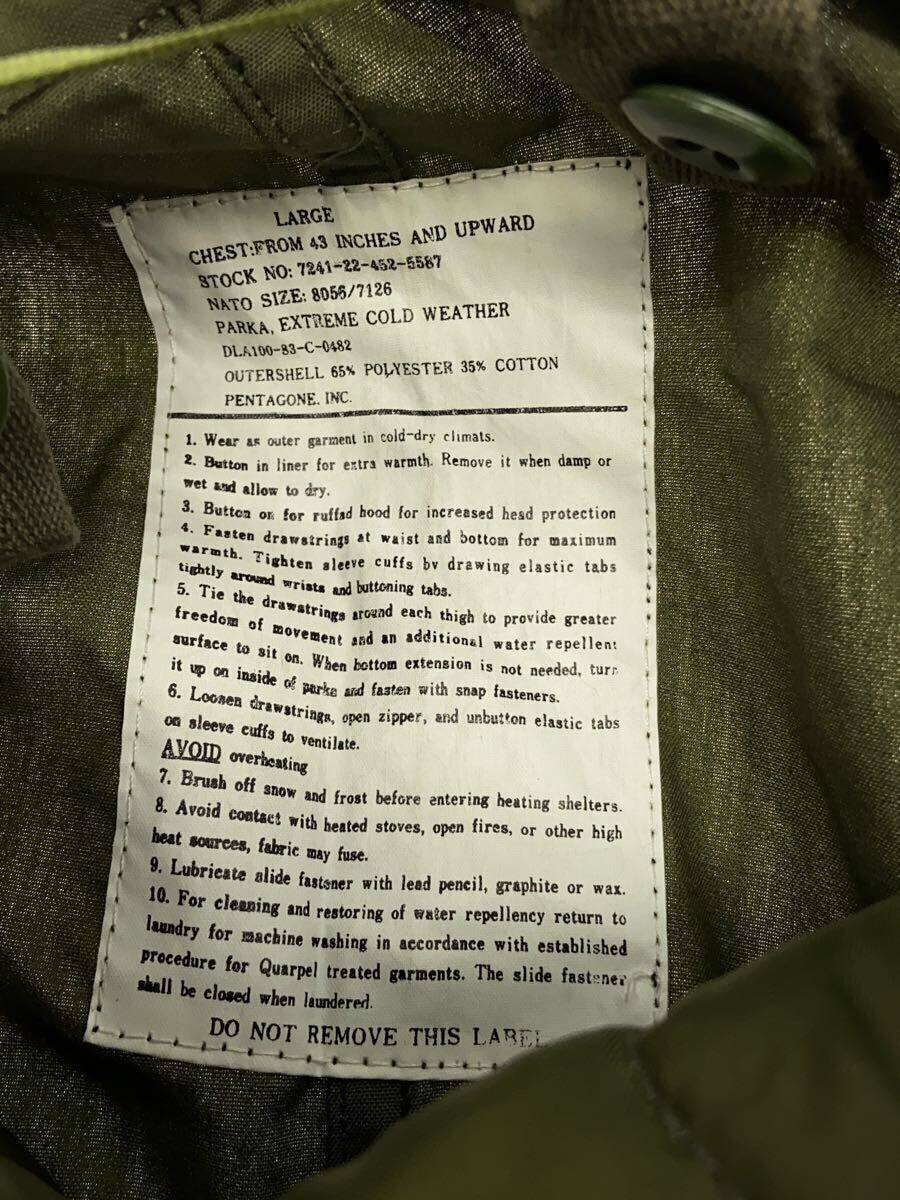 LARGE
CHEST:FROM 43 INCHES AND UPWARD
STOCK NO: 7241-22-452-5587
NATO SIZE: 8056/7126
PARKA, EXTREME COLD WEATHER
DLA100-83-C-0482
OUTERSHELL 65% POLYESTER 35% COTTON
PENTAGONE. INC.
1. Wear as outer garment in cold-dry climats.
2. Button in liner for extra warmth. Remove it when damp or
wet and allow to dry.
3. Button on for ruffad hood for increased hesd protection
4. Fasten drawstrings at waist and bottom for maximum
warmth. Tighten sleeve cuffs bv drawing elastic tabs
tightly around wrists and buttoning tabs.
5. Tie the drawstrings around each thigh to provide greater
freedom of movement and an additional water repellent
surface to sit on. When bottom extension is not needed, turn
it up on inside of parke and fasten with snap fasteners.
6. Loosen drawstrings, open zipper, and unbutton elastic tabs
on sleeve cuffs to ventilate.
AVOID overheating
7. Brush off snow and frost before entering heating shelters.
8. Avoid contact with heated stoves, open fires, or other high
heat sources, fabric may fuse.
9. Lubricate slide fastener with lead pencil, graphite or wax.
10. For cleaning and restoring of water repellency return to
laundry for machine washing in accordance with established
procedure for Quarpel treated garments. The slide fastener
shall be closed when laundered.
DO NOT REMOVE THIS LABEL